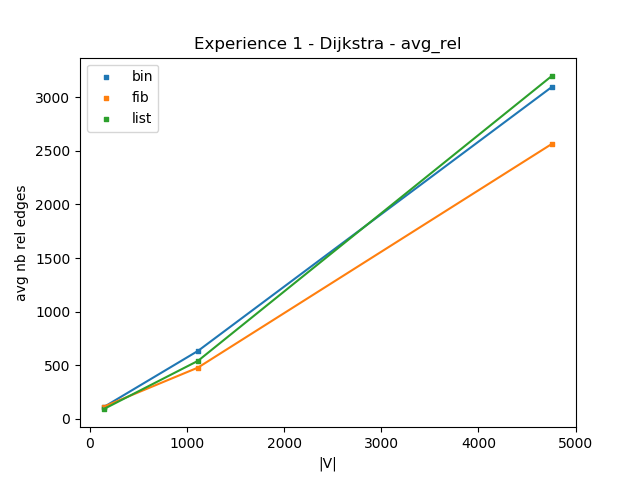 Experience 1 - Dijkstra - avg_rel
bin
fib
list
avg nb rel edges
3000
2500
2000
1500
1000
500
0
0 1000 2000 3000 4000 5000
|V|